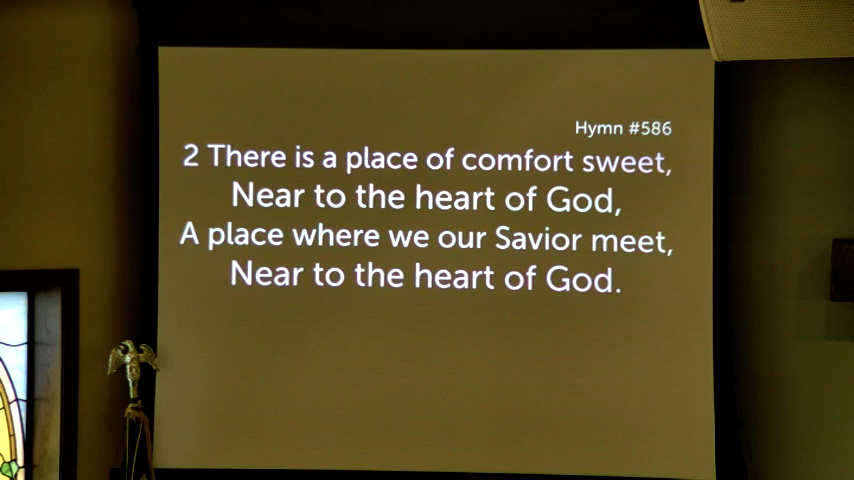 Hymn #586
2 There is a place of comfort sweet,
Near to the heart of God,
A place where we our Savior meet,
Near to the heart of God.